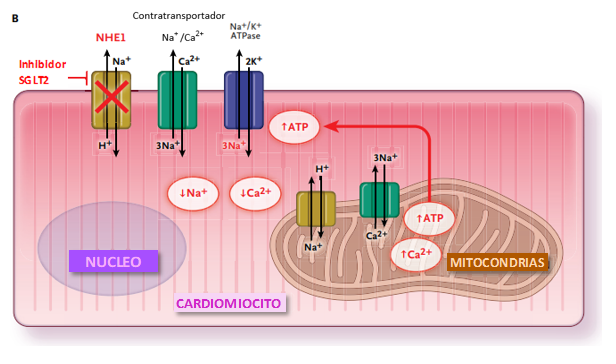 B
Contratransportador
NHE1
Na⁺/Ca²⁺
Na⁺/K⁺
ATPase
Inhibidor
SGLT2
Na⁺
Ca²⁺
2K⁺
H⁺
3Na⁺
3Na⁺
↑ATP
↓Na⁺
↓Ca²⁺
H⁺
3Na⁺
Na⁺
Ca²⁺
↑ATP
↑Ca²⁺
NUCLEO
MITOCONDRIAS
CARDIOMIOCITO